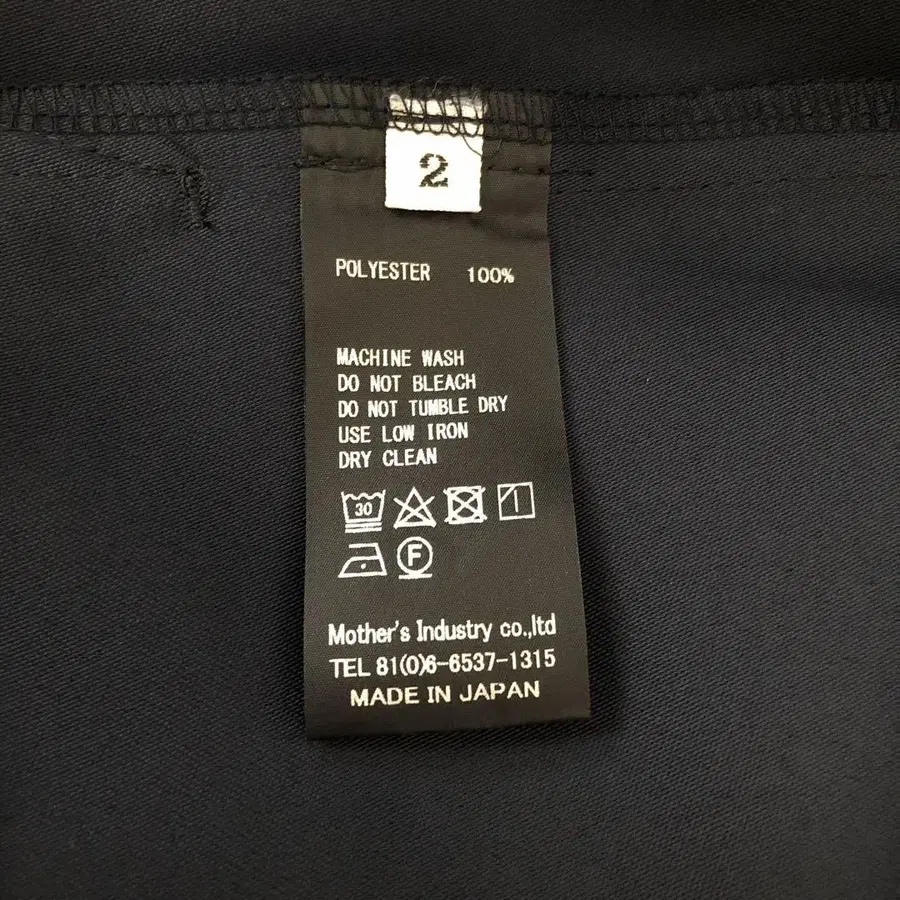 2
POLYESTER 100%
MACHINE WASH
DO NOT BLEACH
DO NOT TUMBLE DRY
USE LOW IRON
DRY CLEAN
30
F
Mother's Industry co.,ltd
TEL 81(0)6-6537-1315
MADE IN JAPAN